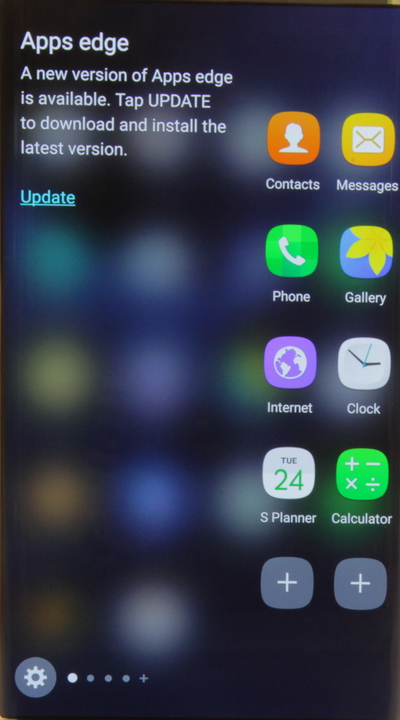 Apps edge
A new version of Apps edge
is available. Tap UPDATE
to download and install the
latest version.
Update
Contacts Messages
Phone Gallery
Internet Clock
TUE
24
S Planner Calculator